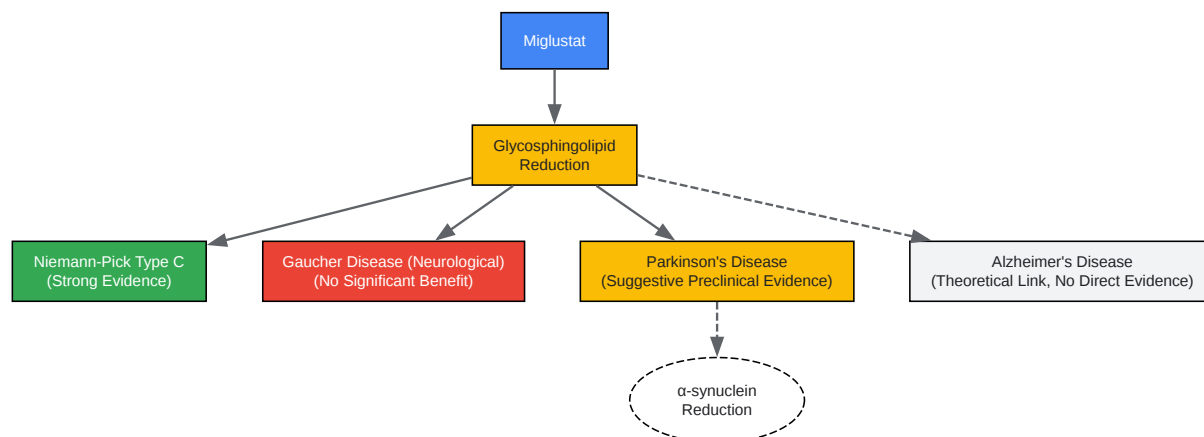 Miglustat
Glycosphingolipid
Reduction
Niemann-Pick Type C
(Strong Evidence)
Gaucher Disease (Neurological)
(No Significant Benefit)
Parkinson's Disease
(Suggestive Preclinical Evidence)
Alzheimer's Disease
(Theoretical Link, No Direct Evidence)
α-synuclein
Reduction